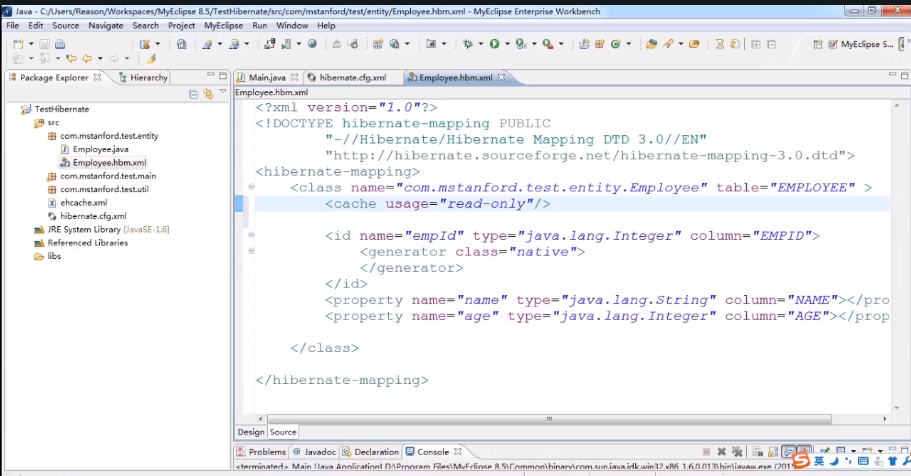 Java - C:/Users/Reason/Workspaces/MyEclipse 8.5/TestHibernate/src/com/mstanford/test/entity/Employee.hbm.xml - MyEclipse Enterprise Workbench
File Edit Source Navigate Search Project MyEclipse Run Window Help
MyEclipse S...
Package Explorer Hierarchy
TestHibernate
src
com.mstanford.test.entity
Employee.java
Employee.hbm.xml
com.mstanford.test.main
com.mstanford.test.util
ehcache.xml
hibernate.cfg.xml
JRE System Library [JavaSE-1.6]
Referenced Libraries
libs
Main.java hibernate.cfg.xml Employee.hbm.xml
Employee.hbm.xml
<?xml version="1.0"?>
<!DOCTYPE hibernate-mapping PUBLIC
"-//Hibernate/Hibernate Mapping DTD 3.0//EN"
"http://hibernate.sourceforge.net/hibernate-mapping-3.0.dtd">
<hibernate-mapping>
<class name="com.mstanford.test.entity.Employee" table="EMPLOYEE" >
<cache usage="read-only"/>
<id name="empId" type="java.lang.Integer" column="EMPID">
<generator class="native">
</generator>
</id>
<property name="name" type="java.lang.String" column="NAME"></pro
<property name="age" type="java.lang.Integer" column="AGE"></prop
</class>
</hibernate-mapping>
Design Source
Problems Javadoc Declaration Console
<terminated> Main [Java Application] D:\Program Files\MyEclipse8.5\Common\binary\com.sun.java.jdk.win32.x86_1.6.0.013\bin\javaw.exe (201
英